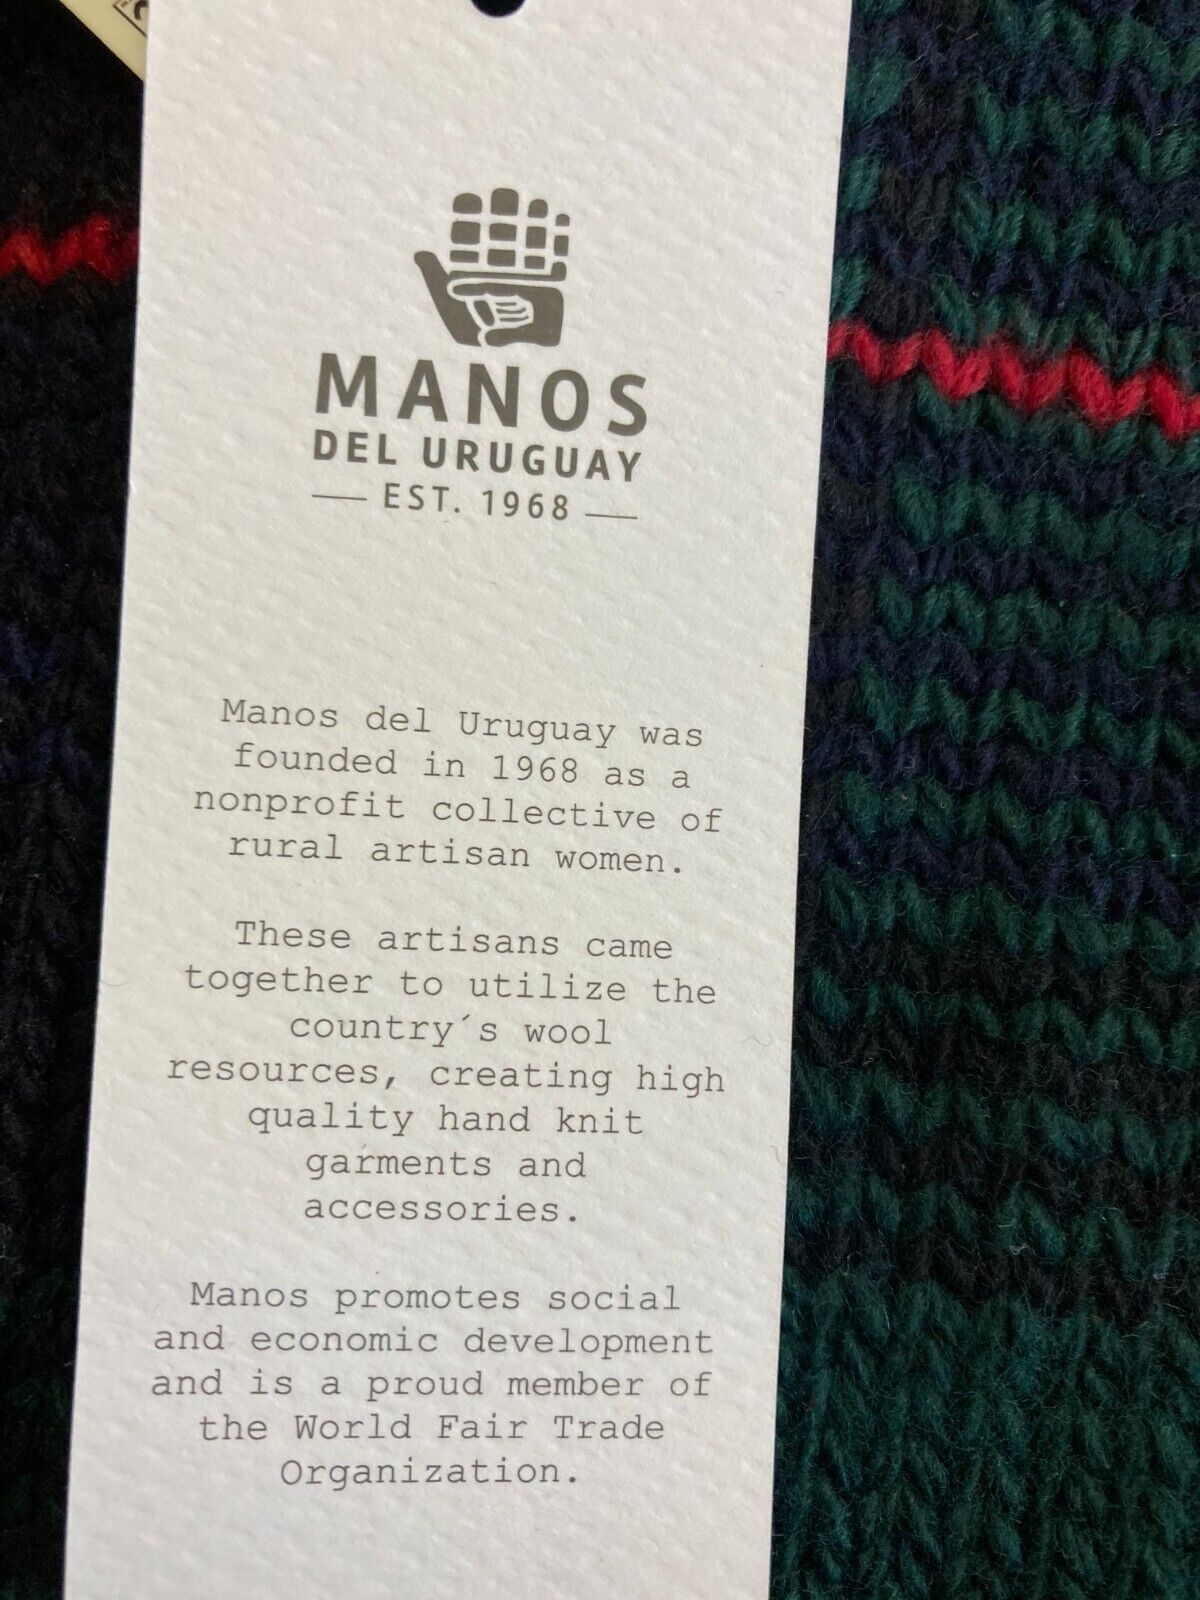 MANOS
DEL URUGUAY
EST. 1968
Manos del Uruguay was
founded in 1968 as a
nonprofit collective of
rural artisan women.
These artisans came
together to utilize the
country´s wool
resources, creating high
quality hand knit
garments and
accessories.
Manos promotes social
and economic development
and is a proud member of
the World Fair Trade
Organization.